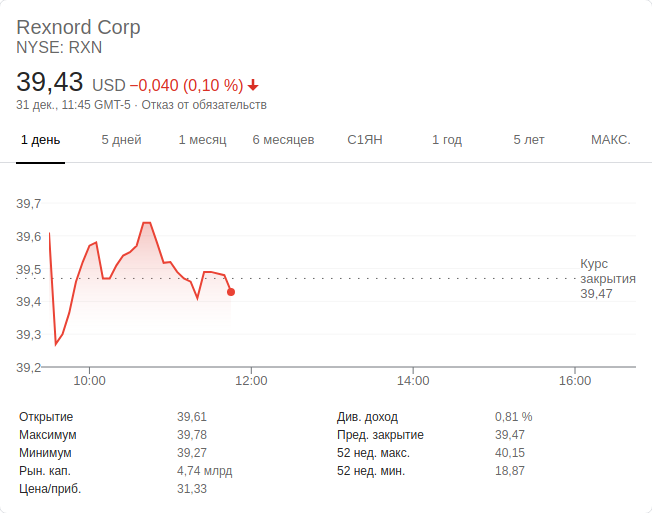 Rexnord Corp
NYSE: RXN
39,43 USD −0,040 (0,10 %)
31 дек., 11:45 GMT-5 · Отказ от обязательств
1 день 5 дней 1 месяц 6 месяцев С1ЯН 1 год 5 лет МАКС.
39,7
39,6
39,5
39,4
39,3
39,2
Курс
закрытия
39,47
10:00 12:00 14:00 16:00
Открытие 39,61
Максимум 39,78
Минимум 39,27
Рын. кап. 4,74 млрд
Цена/приб. 31,33
Див. доход 0,81 %
Пред. закрытие 39,47
52 нед. макс. 40,15
52 нед. мин. 18,87